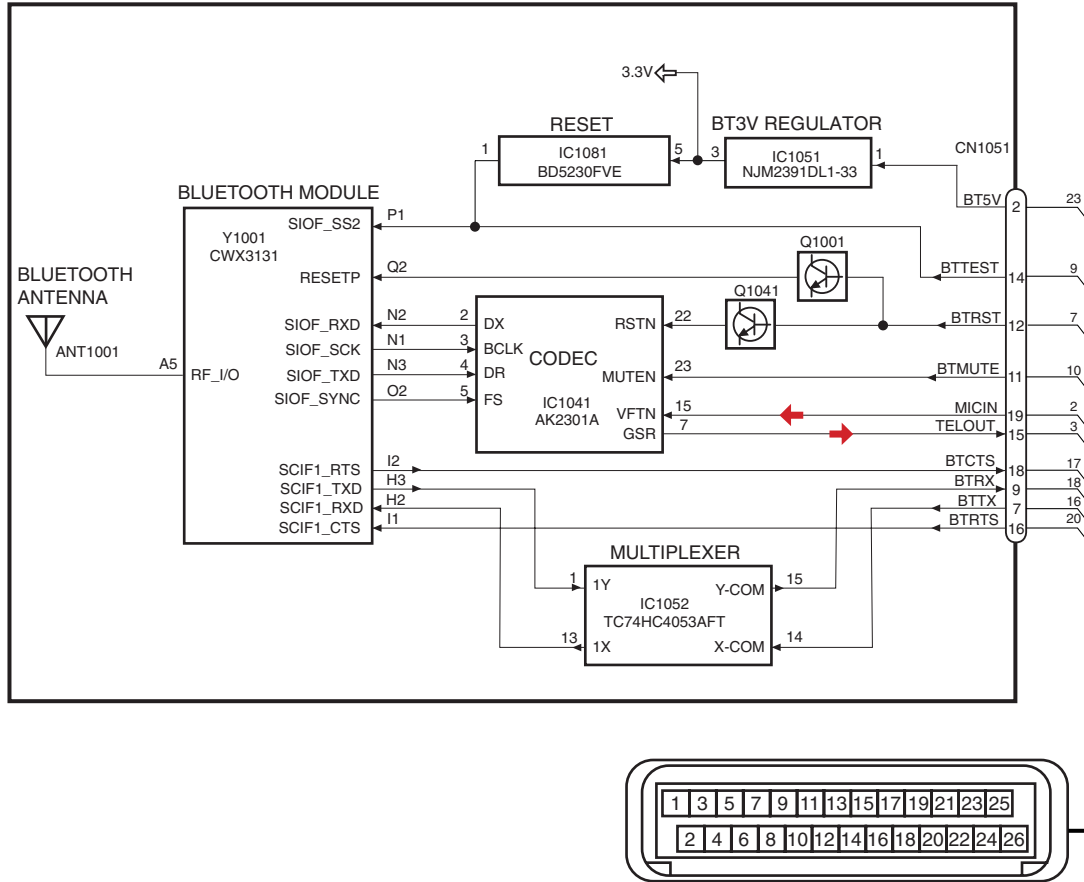 3.3V
RESET
BT3V REGULATOR
1
IC1081
BD5230FVE
5
3
IC1051
NJM2391DL1-33
1
CN1051
BLUETOOTH MODULE
Y1001
CWX3131
SIOF_SS2
P1
BT5V
2
23
Q1001
BTTEST
14
9
BLUETOOTH
ANTENNA
ANT1001
RESETP
Q2
Q1041
SIOF_RXD
N2
2
DX
RSTN
22
BTRST
12
7
SIOF_SCK
N1
3
BCLK
CODEC
A5
RF_I/O
SIOF_TXD
N3
4
DR
MUTEN
23
BTMUTE
11
10
SIOF_SYNC
O2
5
FS
IC1041
AK2301A
VFTN
15
MICIN
19
2
GSR
7
TELOUT
15
3
SCIF1_RTS
I2
BTCTS
18
17
SCIF1_TXD
H3
BTRX
9
18
SCIF1_RXD
H2
BTTX
7
16
SCIF1_CTS
I1
BTRTS
16
20
MULTIPLEXER
1
1Y
Y-COM
15
IC1052
TC74HC4053AFT
13
1X
X-COM
14
1 3 5 7 9 11 13 15 17 19 21 23 25
2 4 6 8 10 12 14 16 18 20 22 24 26